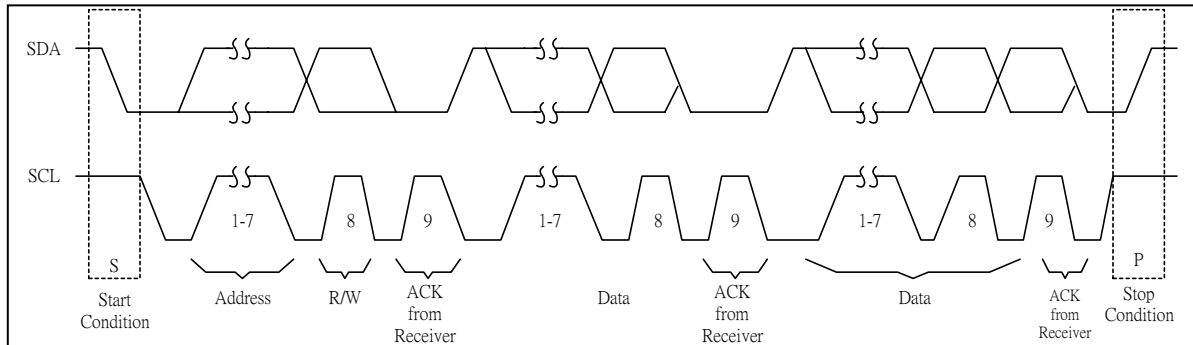 SDA
SCL
1-7
8
9
1-7
8
9
1-7
8
9
S
P
Start
Condition
Address
R/W
ACK
from
Receiver
Data
ACK
from
Receiver
Data
ACK
from
Receiver
Stop
Condition